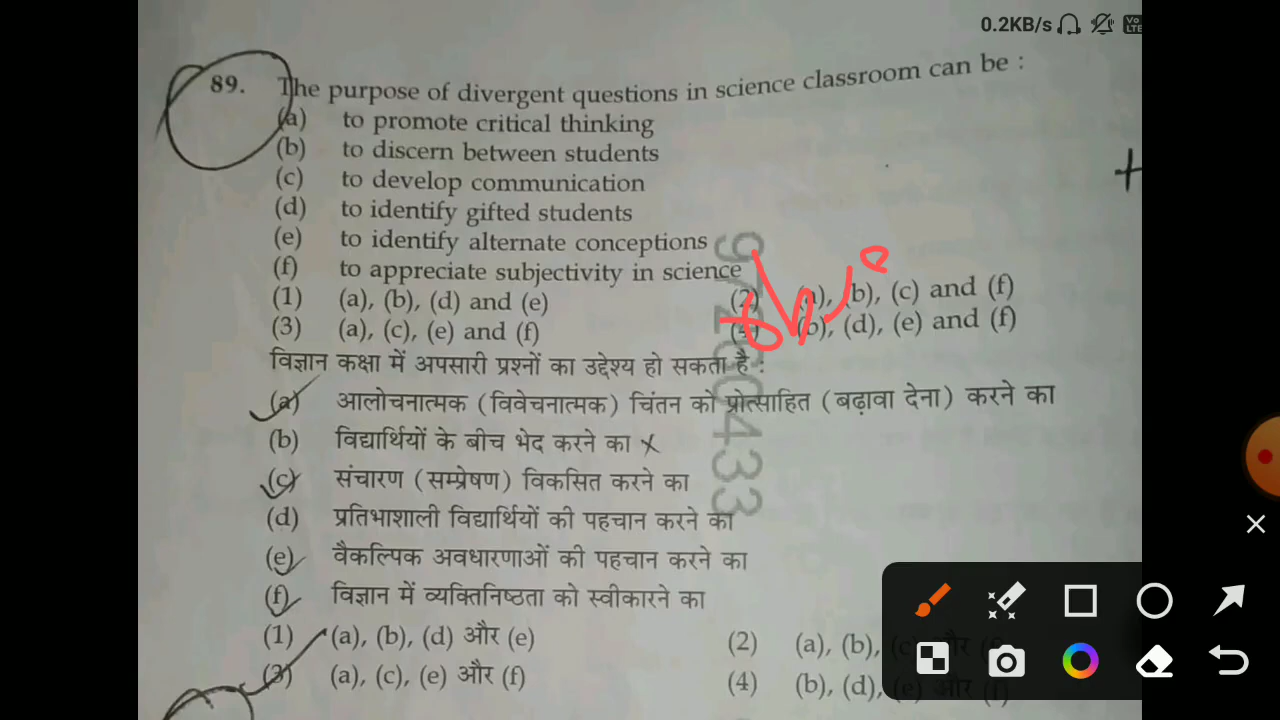 0.2KB/s Vo LTE
89. The purpose of divergent questions in science classroom can be :
(a) to promote critical thinking
(b) to discern between students
(c) to develop communication
(d) to identify gifted students
(e) to identify alternate conceptions
(f) to appreciate subjectivity in science
(1) (a), (b), (d) and (e) (2) (a), (b), (c) and (f)
(3) (a), (c), (e) and (f) (4) (b), (d), (e) and (f)
विज्ञान कक्षा में अपसारी प्रश्नों का उद्देश्य हो सकता है :
(a) आलोचनात्मक (विवेचनात्मक) चिंतन को प्रोत्साहित (बढ़ावा देना) करने का
(b) विद्यार्थियों के बीच भेद करने का
(c) संचारण (सम्प्रेषण) विकसित करने का
(d) प्रतिभाशाली विद्यार्थियों की पहचान करने का
(e) वैकल्पिक अवधारणाओं की पहचान करने का
(f) विज्ञान में व्यक्तिनिष्ठता को स्वीकारने का
(1) (a), (b), (d) और (e) (2) (a), (b),
(3) (a), (c), (e) और (f) (4) (b), (d),